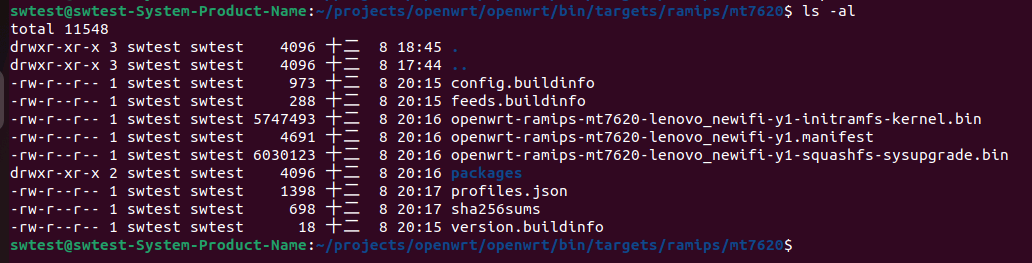 swtest@swtest-System-Product-Name:~/projects/openwrt/openwrt/bin/targets/ramips/mt7620$ ls -al
total 11548
drwxr-xr-x 3 swtest swtest    4096 十二  8 18:45 .
drwxr-xr-x 3 swtest swtest    4096 十二  8 17:44 ..
-rw-r--r-- 1 swtest swtest     973 十二  8 20:15 config.buildinfo
-rw-r--r-- 1 swtest swtest     288 十二  8 20:15 feeds.buildinfo
-rw-r--r-- 1 swtest swtest 5747493 十二  8 20:16 openwrt-ramips-mt7620-lenovo_newifi-y1-initramfs-kernel.bin
-rw-r--r-- 1 swtest swtest    4691 十二  8 20:16 openwrt-ramips-mt7620-lenovo_newifi-y1.manifest
-rw-r--r-- 1 swtest swtest 6030123 十二  8 20:16 openwrt-ramips-mt7620-lenovo_newifi-y1-squashfs-sysupgrade.bin
drwxr-xr-x 2 swtest swtest    4096 十二  8 20:16 packages
-rw-r--r-- 1 swtest swtest    1398 十二  8 20:17 profiles.json
-rw-r--r-- 1 swtest swtest     698 十二  8 20:17 sha256sums
-rw-r--r-- 1 swtest swtest      18 十二  8 20:15 version.buildinfo
swtest@swtest-System-Product-Name:~/projects/openwrt/openwrt/bin/targets/ramips/mt7620$